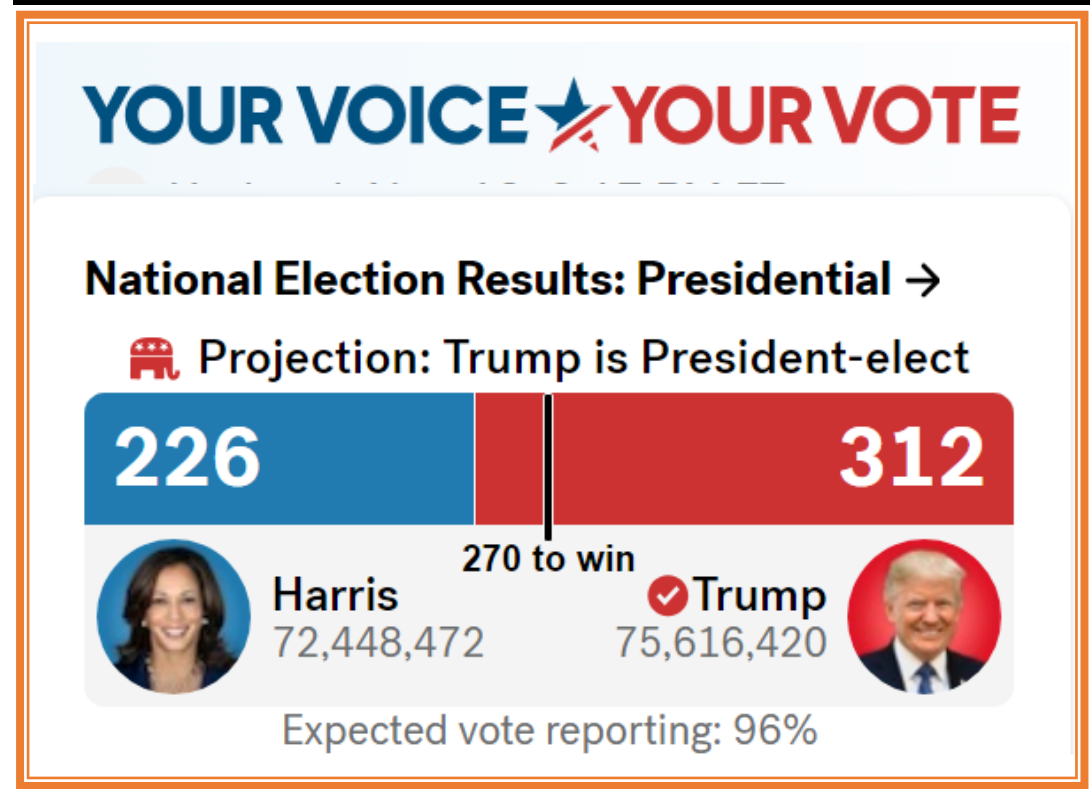 YOUR VOICE YOUR VOTE
National Election Results: Presidential →
Projection: Trump is President-elect
226 312
270 to win
Harris Trump
72,448,472 75,616,420
Expected vote reporting: 96%